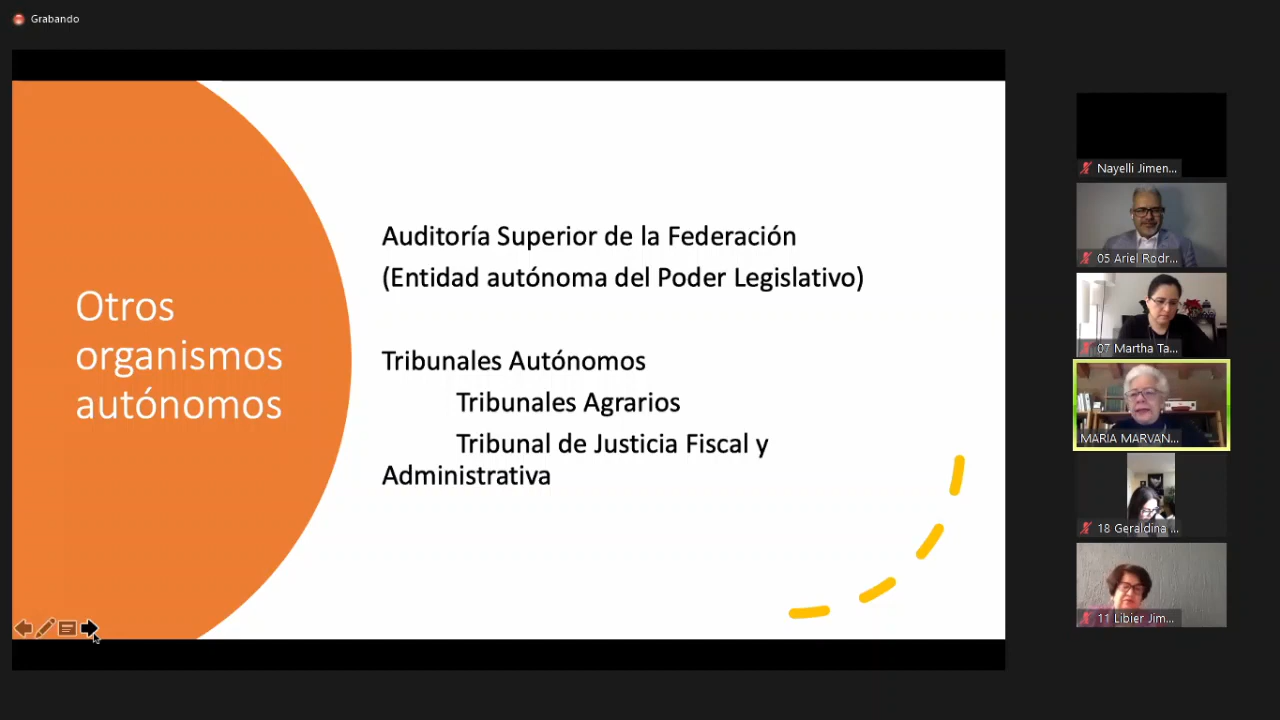 Grabando
Otros
organismos
autónomos
Auditoría Superior de la Federación
(Entidad autónoma del Poder Legislativo)
Tribunales Autónomos
Tribunales Agrarios
Tribunal de Justicia Fiscal y
Administrativa
Nayelli Jimen...
05 Ariel Rodr...
07 Martha Ta...
MARIA MARVAN...
18 Geraldina ...
11 Libier Jim...